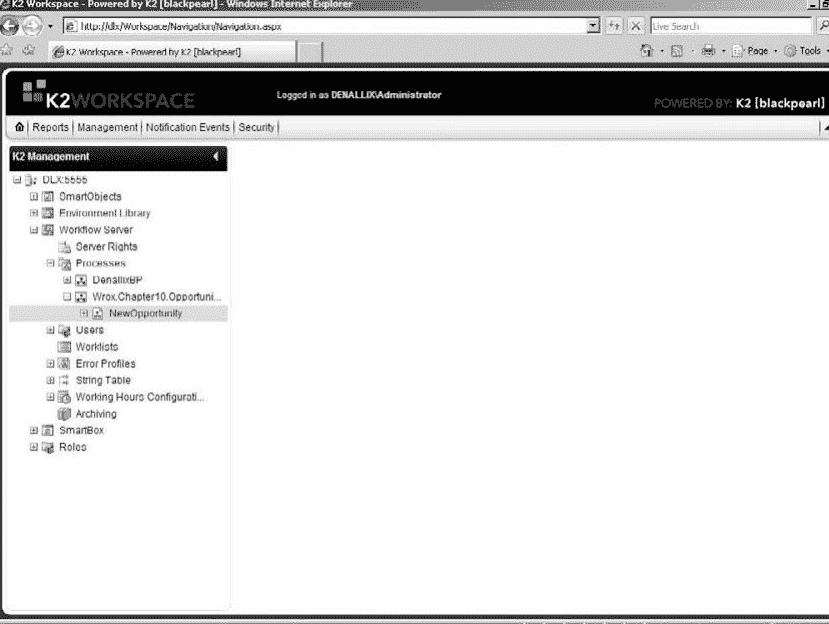 K2 Workspace - Powered by K2 [blackpearl] - Windows Internet Explorer
http://dlx/Workspace/Navigation/Navigation.aspx
Live Search
K2 Workspace - Powered by K2 [blackpearl]
Page
Tools
K2WORKSPACE
Logged in as DENALLIX\Administrator
POWERED BY: K2 [blackpearl]
Reports
Management
Notification Events
Security
K2 Management
DLX:5555
SmartObjects
Environment Library
Workflow Server
Server Rights
Processes
DenallixBP
Wrox.Chapter10.Opportuni...
NewOpportunity
Users
Worklists
Error Profiles
String Table
Working Hours Configurati...
Archiving
SmartBox
Roles